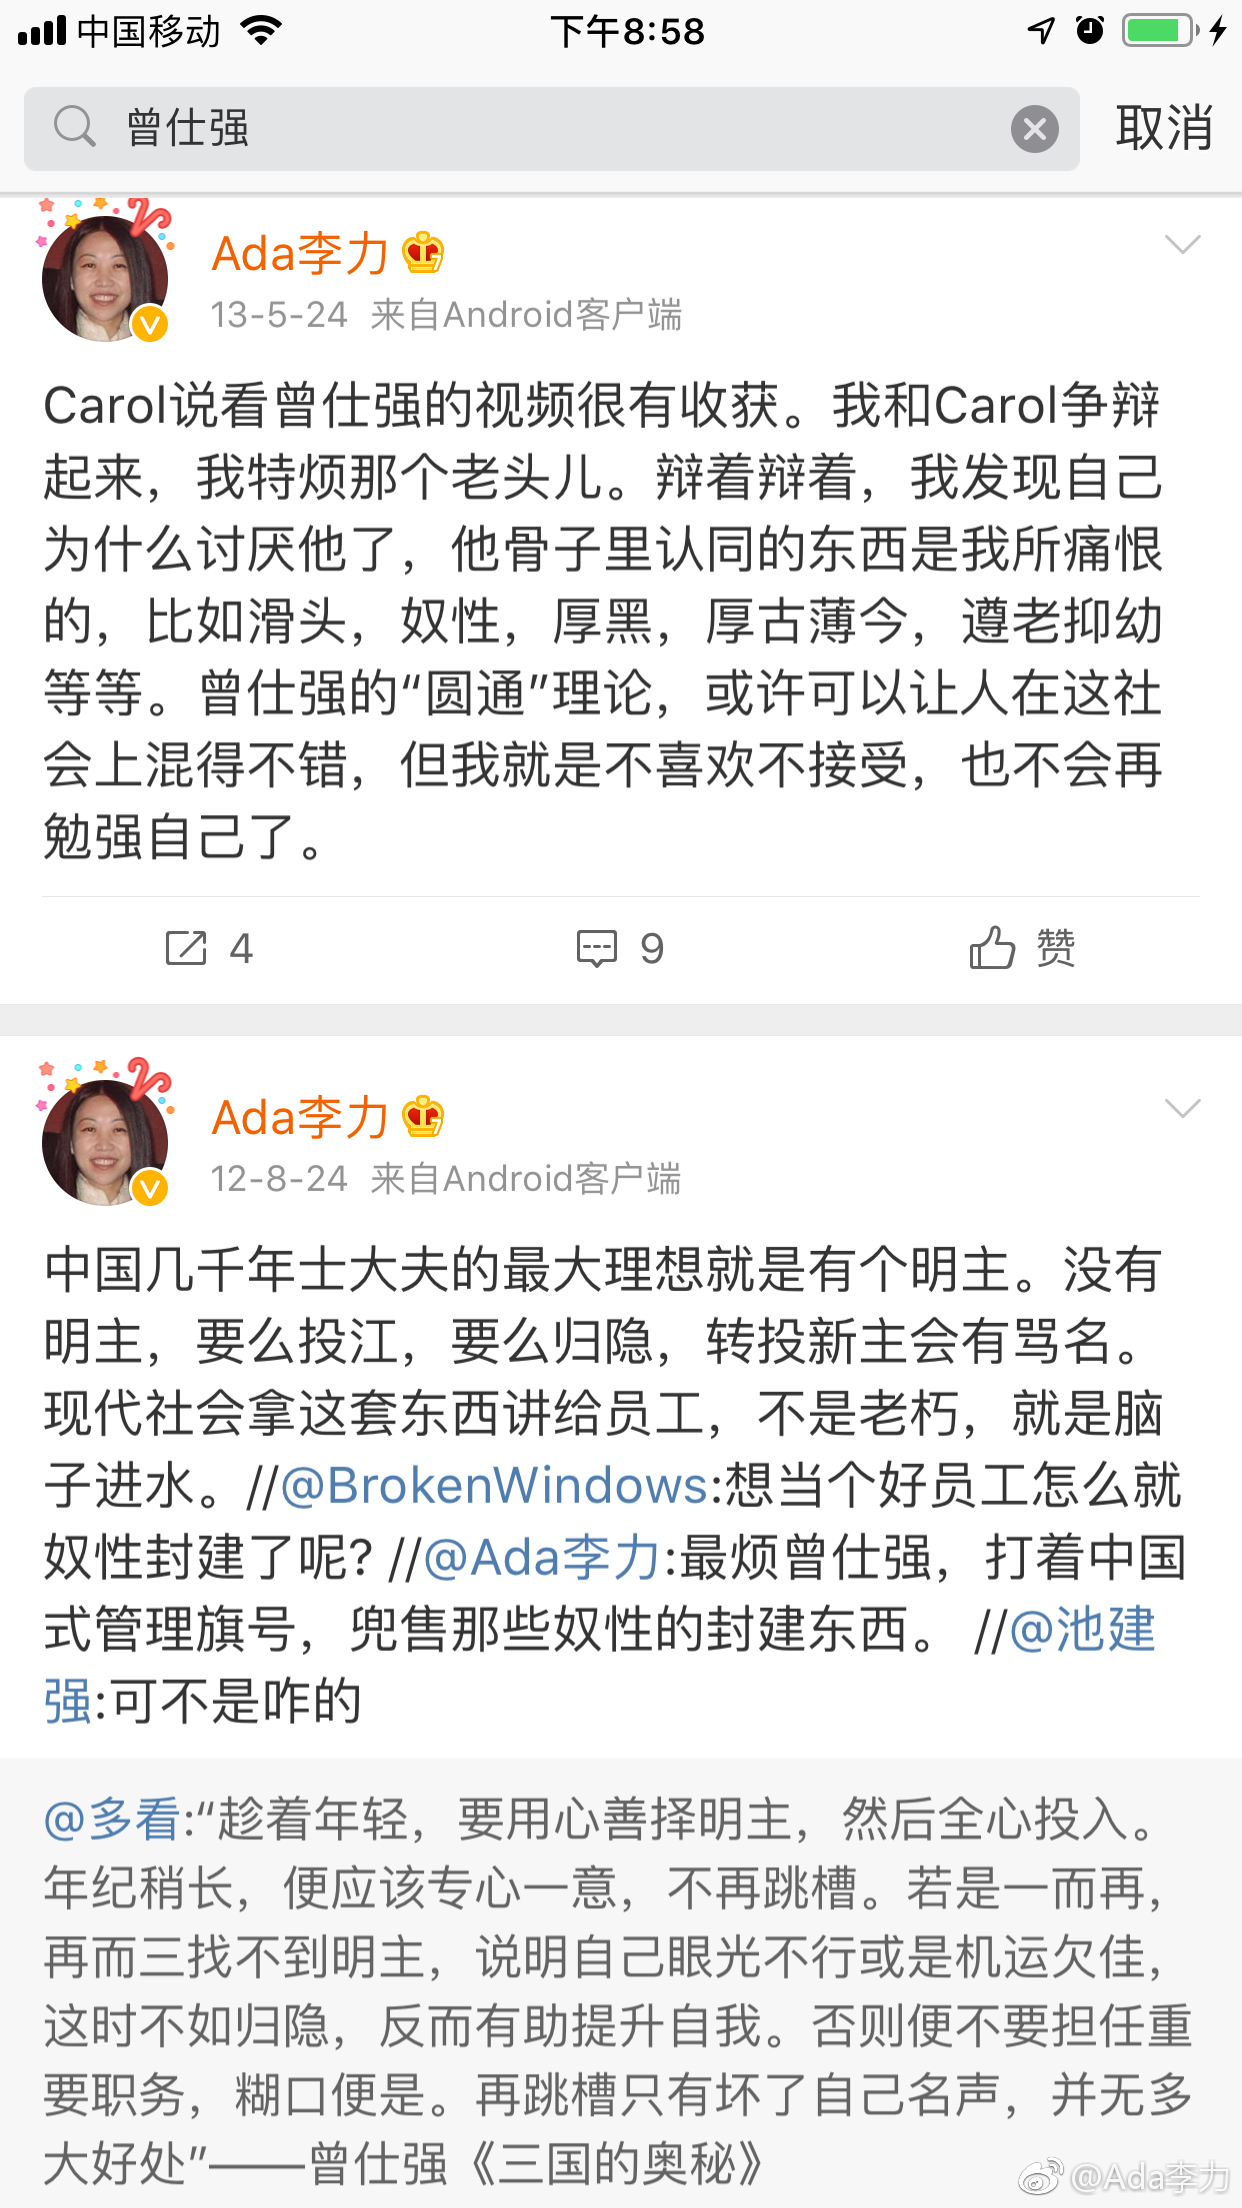 中国移动 下午8:58
曾仕强 取消
Ada李力
13-5-24 来自Android客户端
Carol说看曾仕强的视频很有收获。我和Carol争辩
起来，我特烦那个老头儿。辩着辩着，我发现自己
为什么讨厌他了，他骨子里认同的东西是我所痛恨
的，比如滑头，奴性，厚黑，厚古薄今，遵老抑幼
等等。曾仕强的“圆通”理论，或许可以让人在这社
会上混得不错，但我就是不喜欢不接受，也不会再
勉强自己了。
4 9 赞
Ada李力
12-8-24 来自Android客户端
中国几千年士大夫的最大理想就是有个明主。没有
明主，要么投江，要么归隐，转投新主会有骂名。
现代社会拿这套东西讲给员工，不是老朽，就是脑
子进水。//@BrokenWindows:想当个好员工怎么就
奴性封建了呢? //@Ada李力:最烦曾仕强，打着中国
式管理旗号，兜售那些奴性的封建东西。 //@池建
强:可不是咋的
@多看:“趁着年轻，要用心善择明主，然后全心投入。
年纪稍长，便应该专心一意，不再跳槽。若是一而再，
再而三找不到明主，说明自己眼光不行或是机运欠佳，
这时不如归隐，反而有助提升自我。否则便不要担任重
要职务，糊口便是。再跳槽只有坏了自己名声，并无多
大好处”——曾仕强《三国的奥秘》
@Ada李力